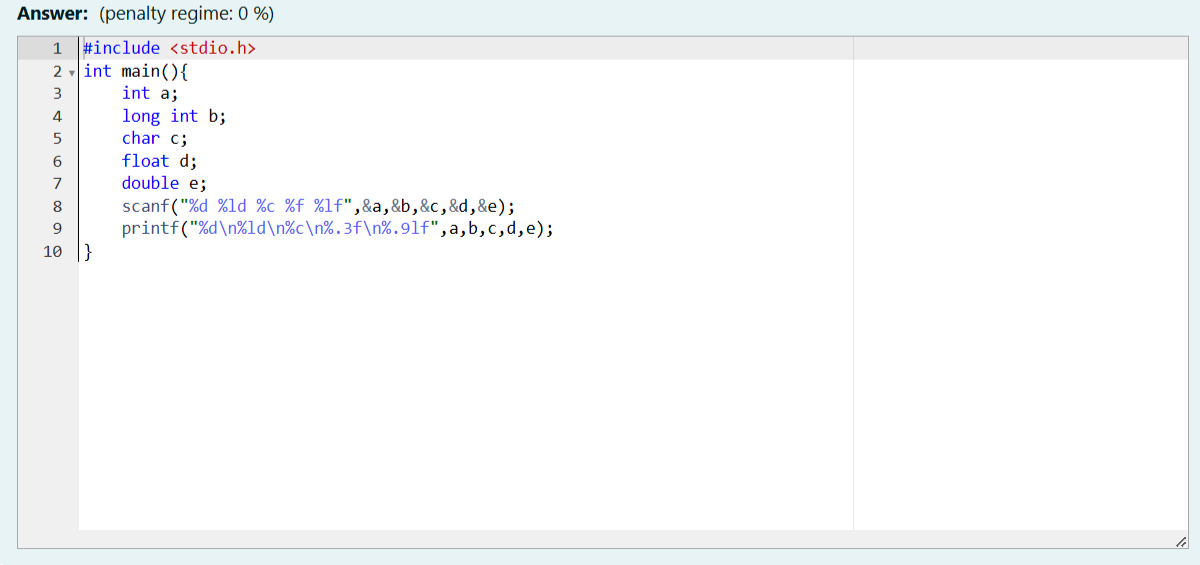 Answer: (penalty regime: 0 %)
1 #include <stdio.h>
2 int main(){
3     int a;
4     long int b;
5     char c;
6     float d;
7     double e;
8     scanf("%d %ld %c %f %lf",&a,&b,&c,&d,&e);
9     printf("%d\n%ld\n%c\n%.3f\n%.9lf",a,b,c,d,e);
10 }